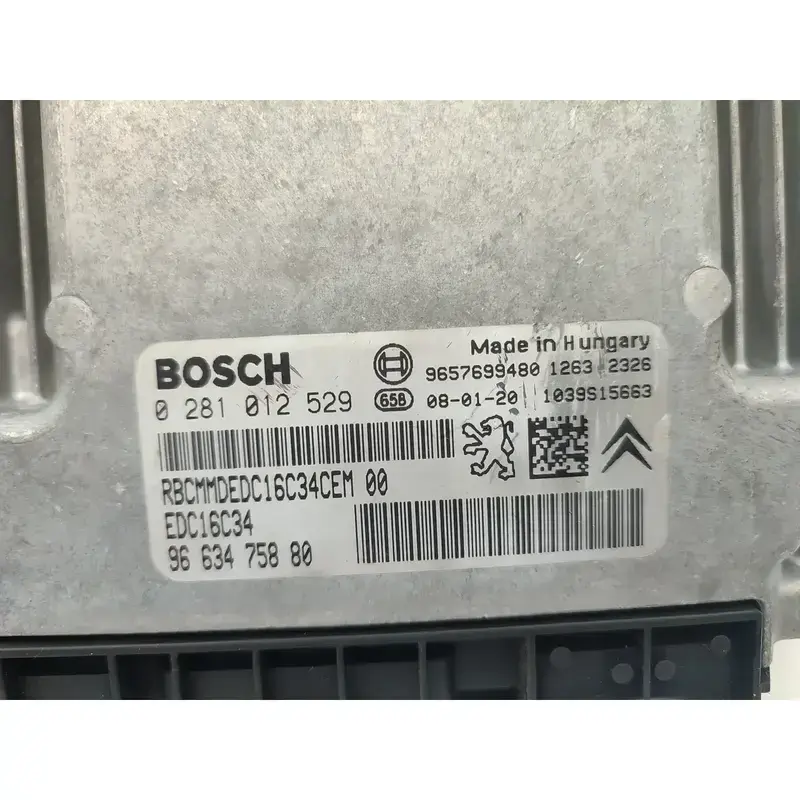 BOSCH
Made in Hungary
9657699480 1263 2326
0 281 012 529
658 08-01-20 1039S15663
RBCMMDEDC16C34CEM 00
EDC16C34
96 634 758 80